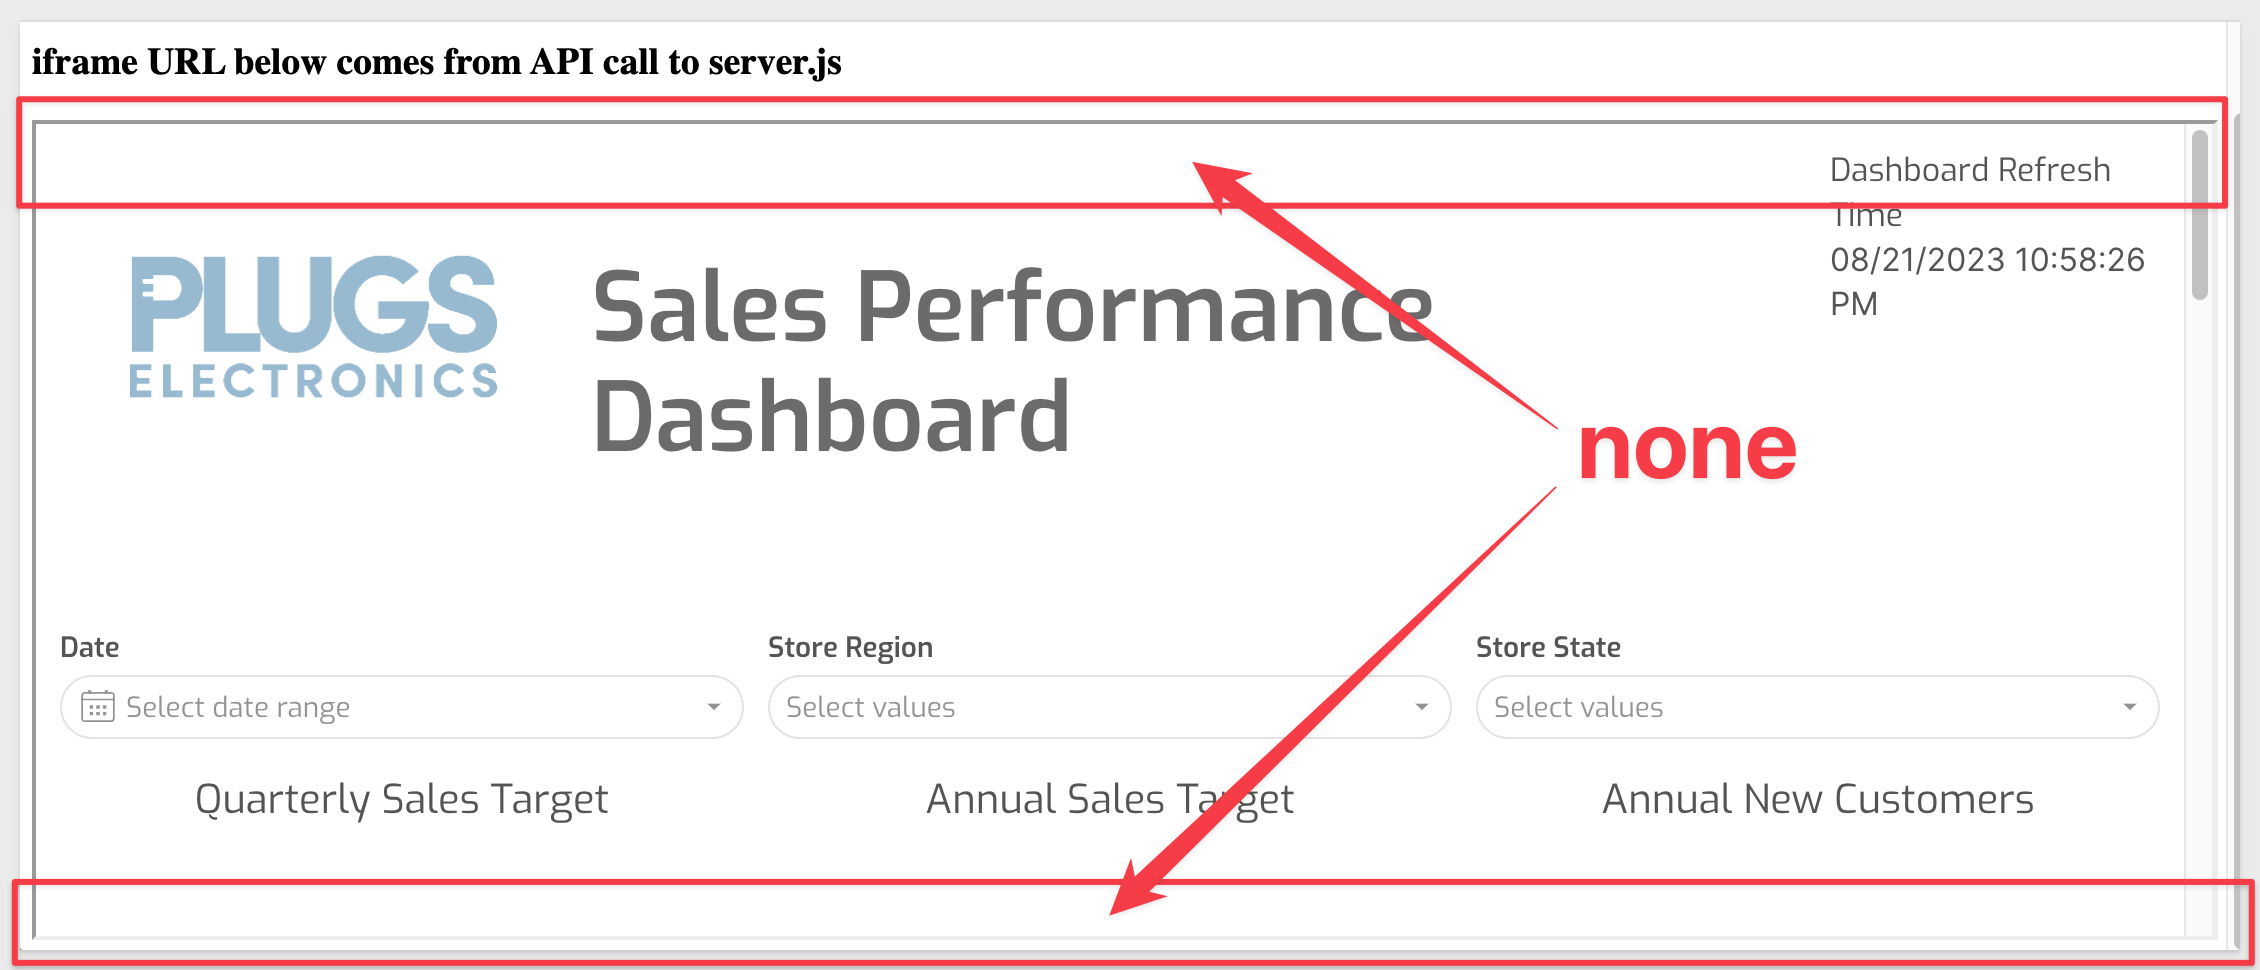 iframe URL below comes from API call to server.js
Dashboard Refresh
Time
08/21/2023 10:58:26
PM
PLUGS
ELECTRONICS
Sales Performance
Dashboard
none
Date
Store Region
Store State
Select date range
Select values
Select values
Quarterly Sales Target
Annual Sales Target
Annual New Customers